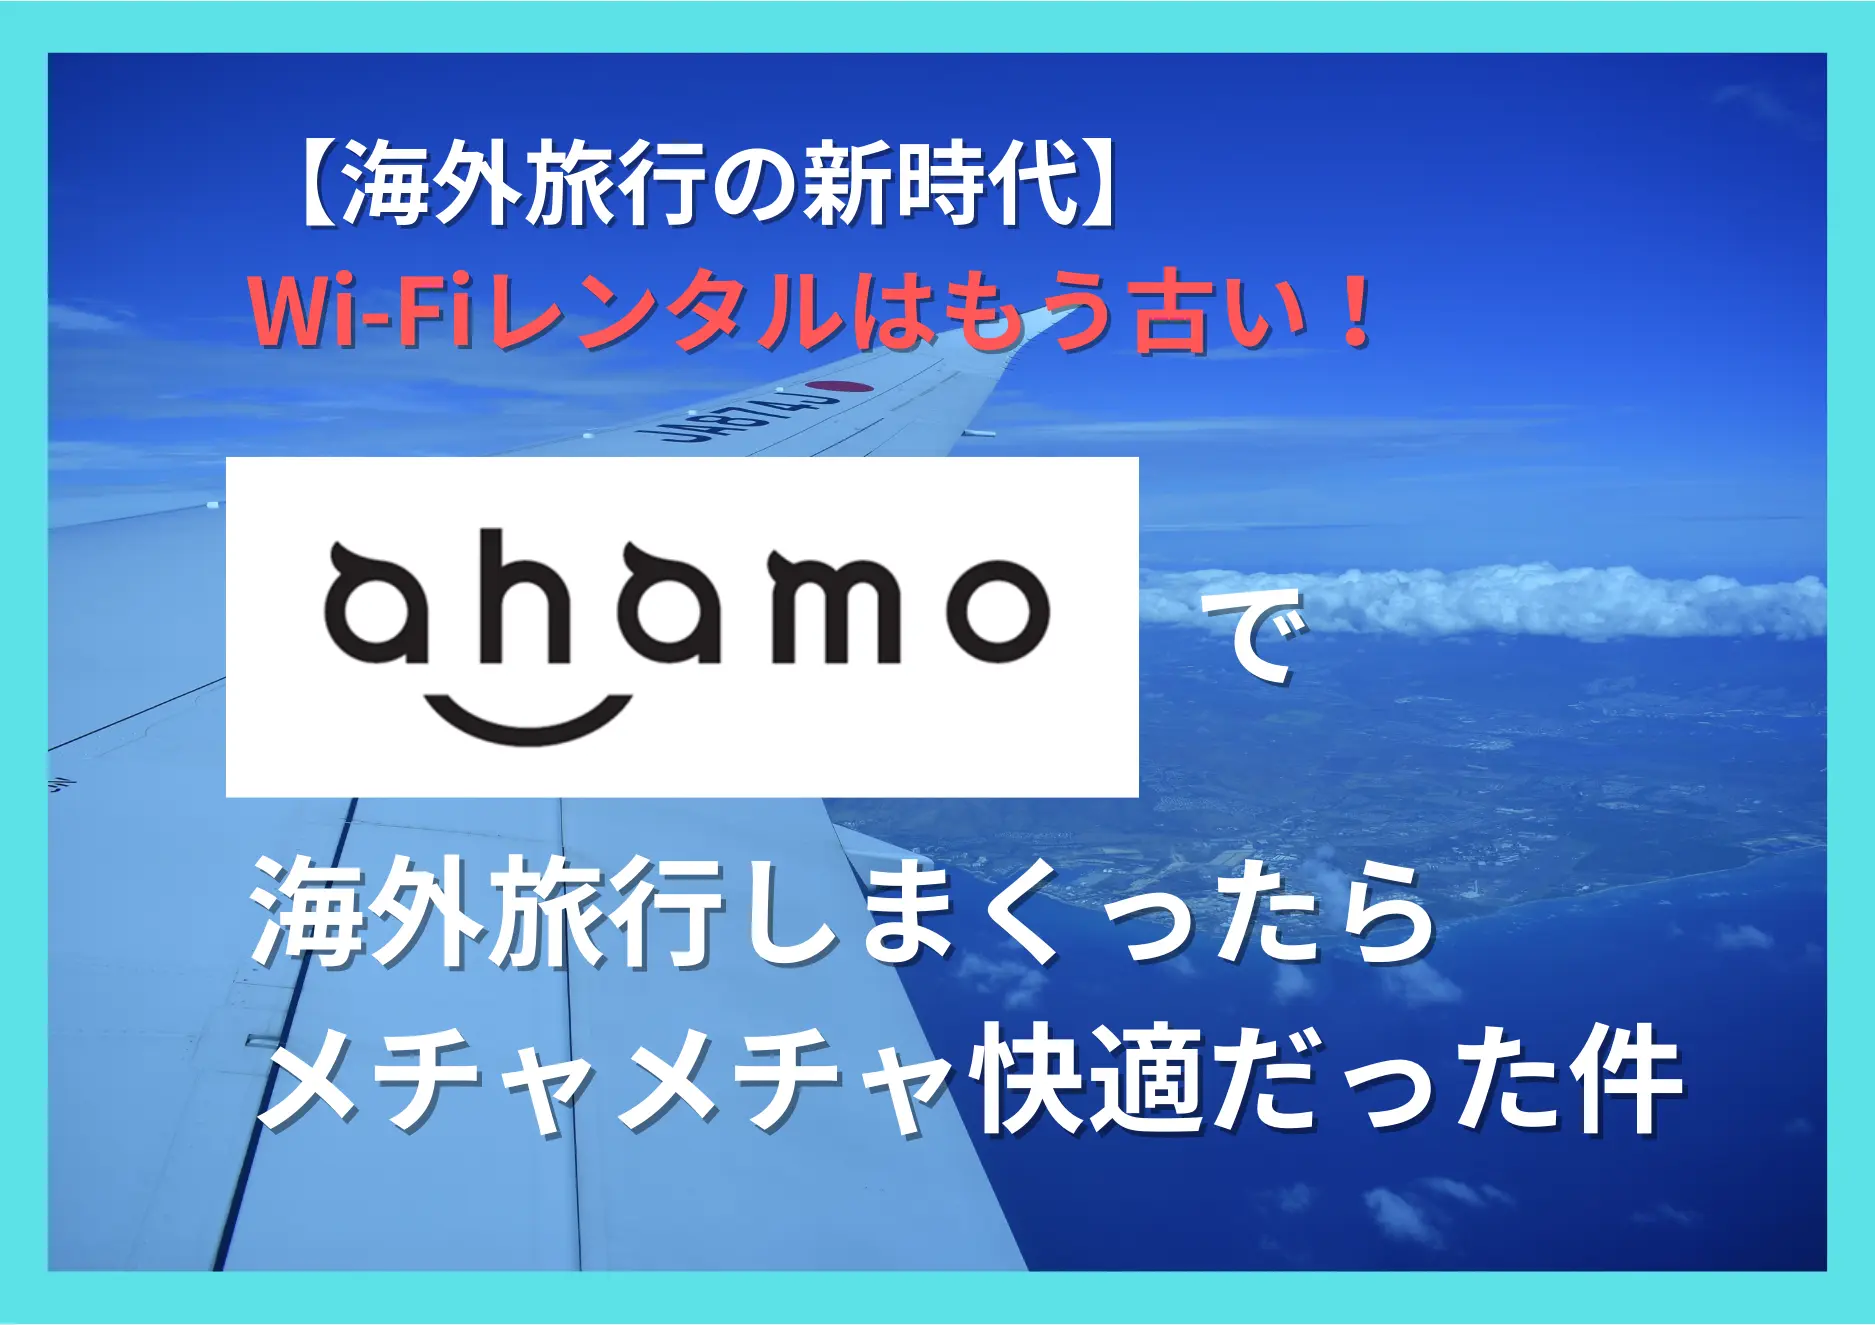 【海外旅行の新時代】
Wi-Fiレンタルはもう古い！
JA874J
ahamo で
海外旅行しまくったら
メチャメチャ快適だった件